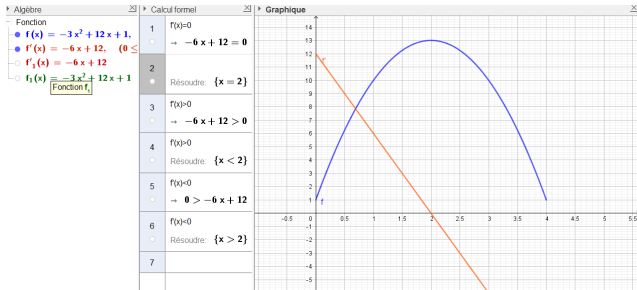 Algèbre
Fonction
f (x) = −3x² + 12 x + 1,
f′ (x) = −6 x + 12, (0 ≤
f′₁ (x) = −6 x + 12
f₁ (x) = −3 x² + 12 x + 1
Fonction f₁
Calcul formel
1
f'(x)=0
→ −6 x + 12 = 0
2
Résoudre: {x = 2}
3
f'(x)>0
→ −6 x + 12 > 0
4
f'(x)>0
Résoudre: {x < 2}
5
f'(x)<0
→ 0 > −6 x + 12
6
f'(x)<0
Résoudre: {x > 2}
7
Graphique
14
13
12
11
10
9
8
7
6
5
4
3
2
1
f'
f
-0.5 0 0.5 1 1.5 2 2.5 3 3.5 4 4.5 5 5.5
-1
-2
-3
-4
-5